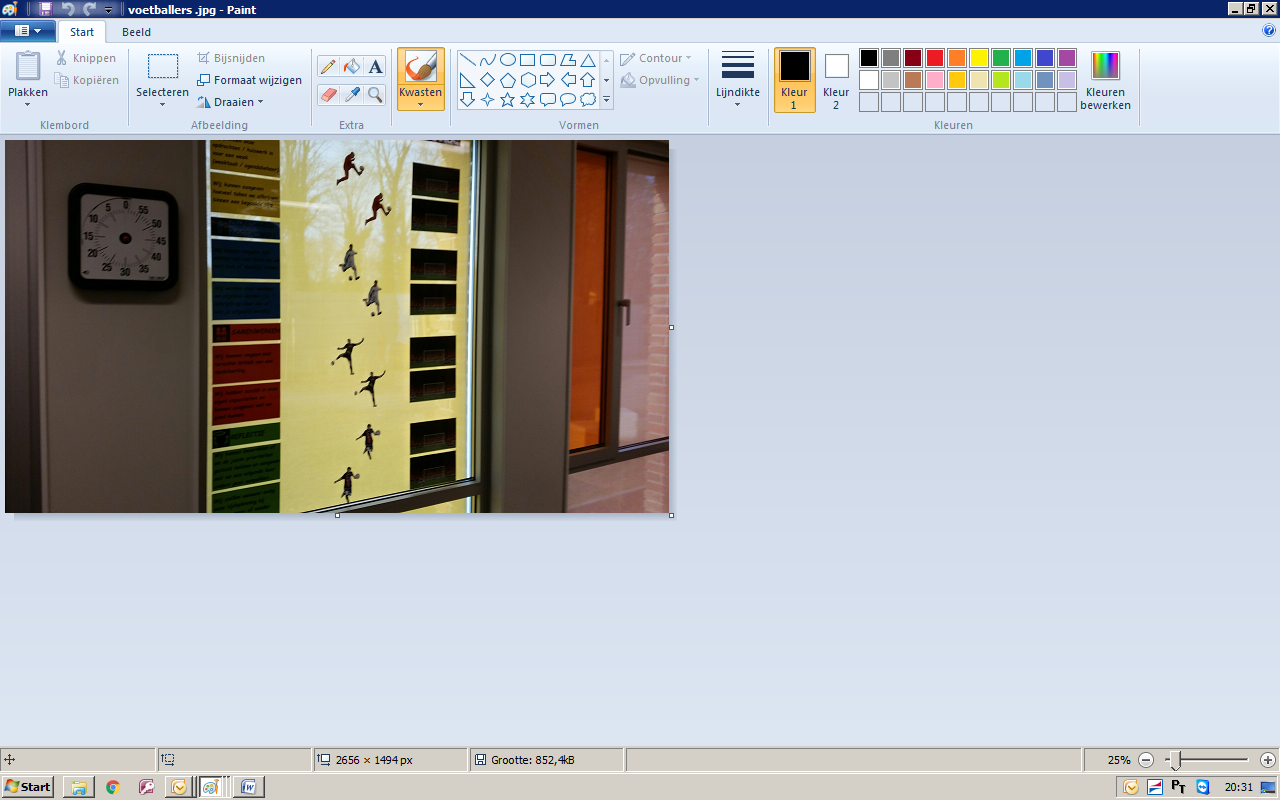 voetballers .jpg - Paint
Start
Beeld
Plakken
Knippen
Kopiëren
Klembord
Selecteren
Bijsnijden
Formaat wijzigen
Draaien
Afbeelding
A
Extra
Kwasten
Contour
Opvulling
Vormen
Lijndikte
Kleur
1
Kleur
2
Kleuren
bewerken
Kleuren
0
55
50
45
40
35
30
25
20
15
10
5
SAMENWERKEN
2656 × 1494 px
Grootte: 852,4kB
25%
Start
PT
20:31